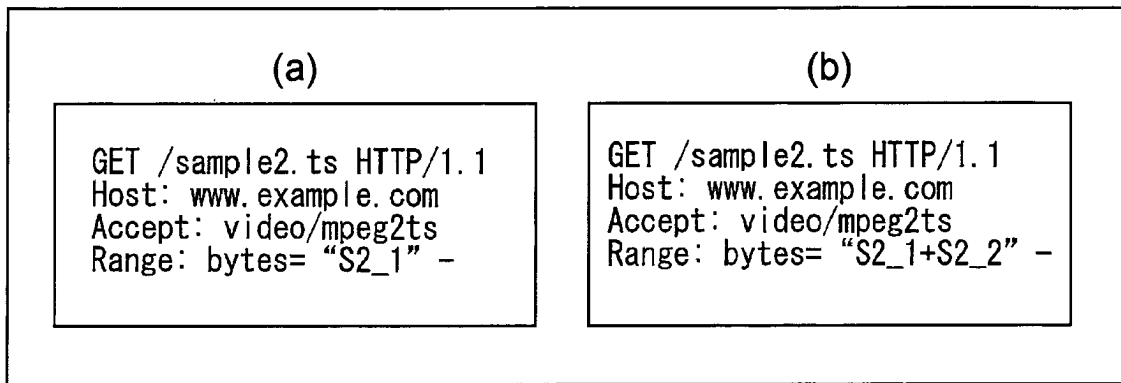 (a)
GET /sample2.ts HTTP/1.1
Host: www.example.com
Accept: video/mpeg2ts
Range: bytes= “S2_1” −
(b)
GET /sample2.ts HTTP/1.1
Host: www.example.com
Accept: video/mpeg2ts
Range: bytes= “S2_1+S2_2” −